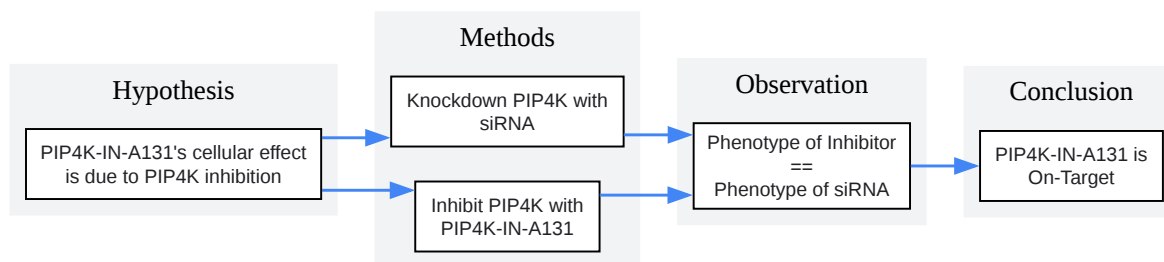 Hypothesis
PIP4K-IN-A131's cellular effect
is due to PIP4K inhibition
Methods
Knockdown PIP4K with
siRNA
Inhibit PIP4K with
PIP4K-IN-A131
Observation
Phenotype of Inhibitor
==
Phenotype of siRNA
Conclusion
PIP4K-IN-A131 is
On-Target